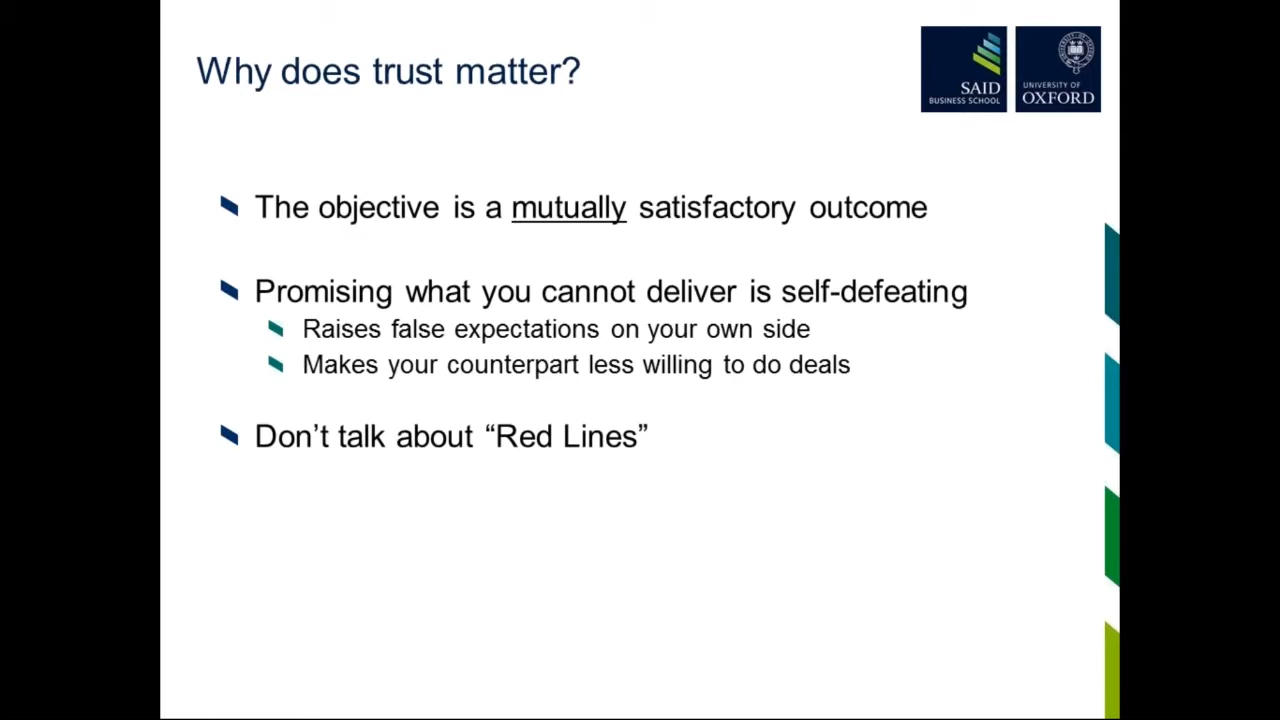 Why does trust matter?
SAID
BUSINESS SCHOOL
UNIVERSITY OF
OXFORD
The objective is a mutually satisfactory outcome
Promising what you cannot deliver is self-defeating
Raises false expectations on your own side
Makes your counterpart less willing to do deals
Don’t talk about “Red Lines”